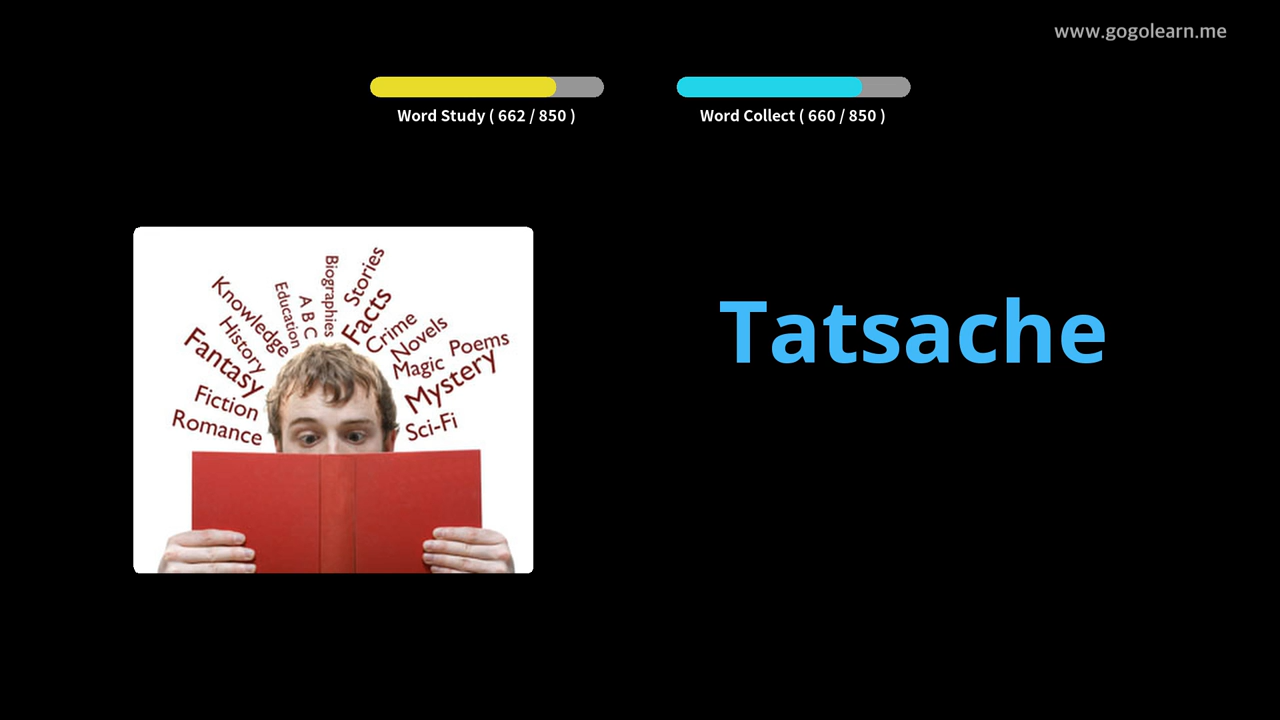 www.gogolearn.me
Word Study ( 662 / 850 )
Word Collect ( 660 / 850 )
Tatsache
Knowledge
Education
A B C
Biographies
Stories
Facts
Crime
Novels
Poems
Magic
Mystery
Sci-Fi
History
Fantasy
Fiction
Romance